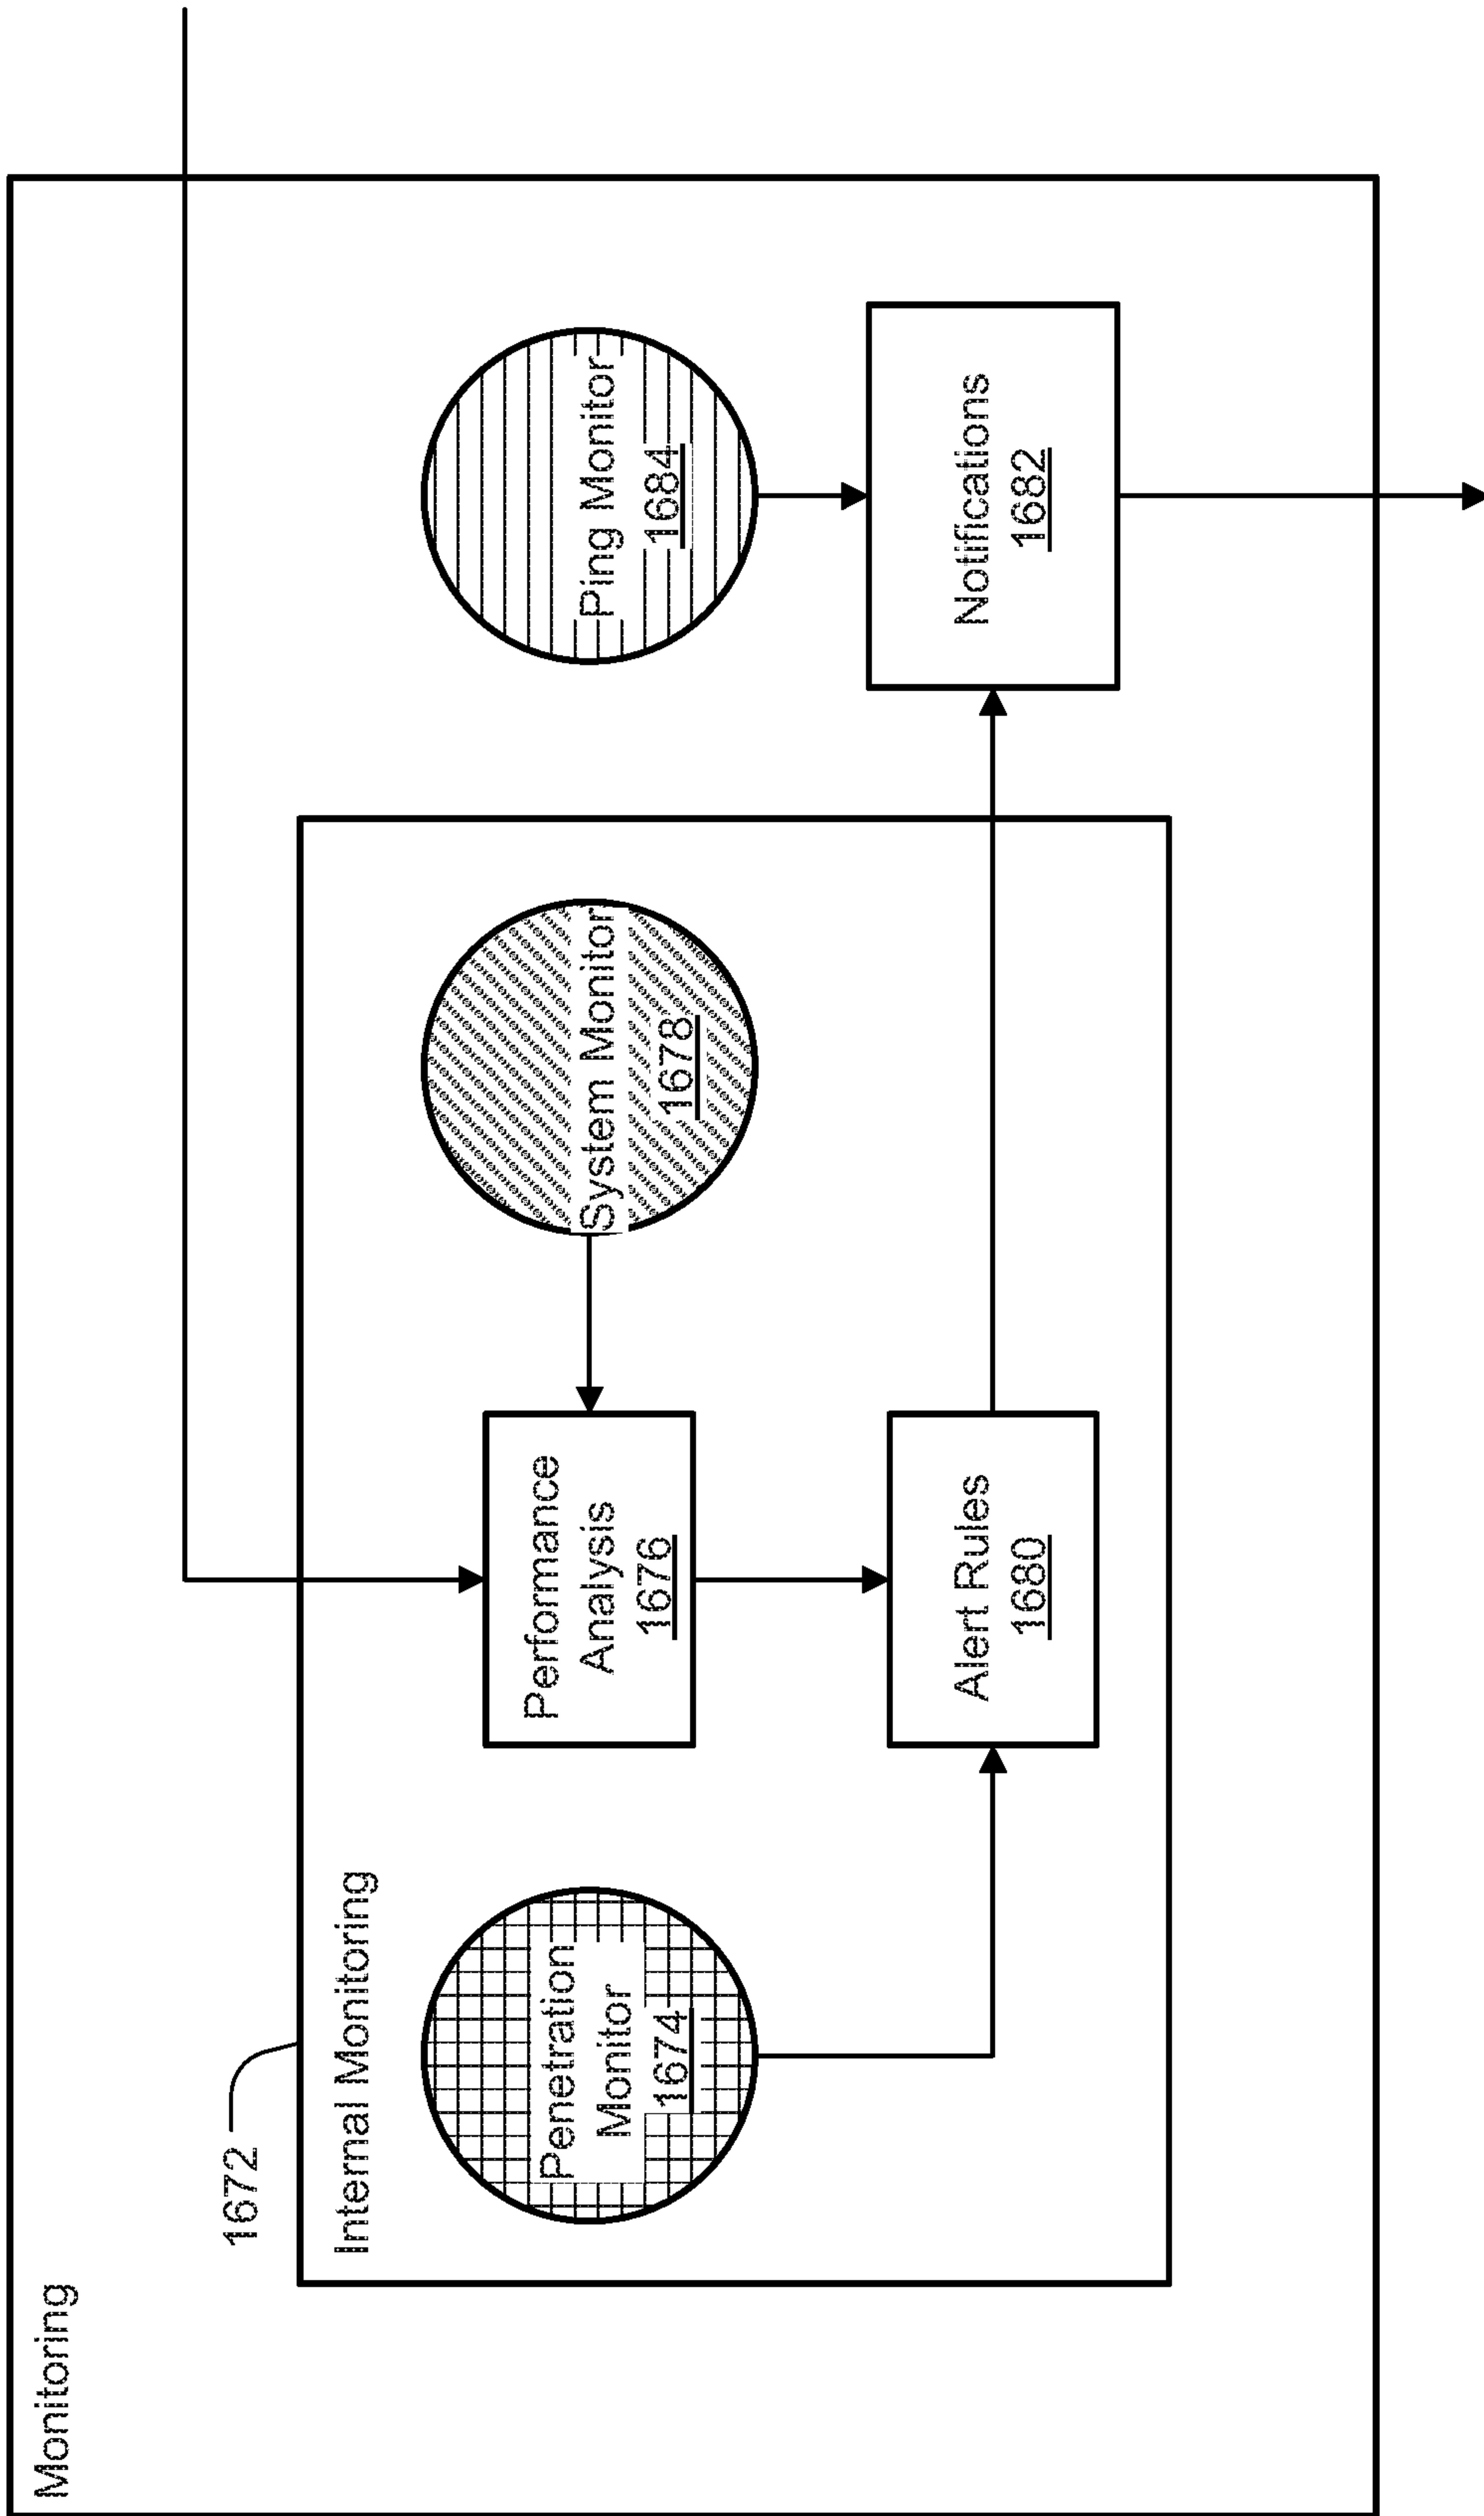 Monitoring
1672
Internal Monitoring
Penetration
Monitor
1674
Performance
Analysis
1676
System Monitor
1678
Ping Monitor
1684
Alert Rules
1680
Notifications
1682